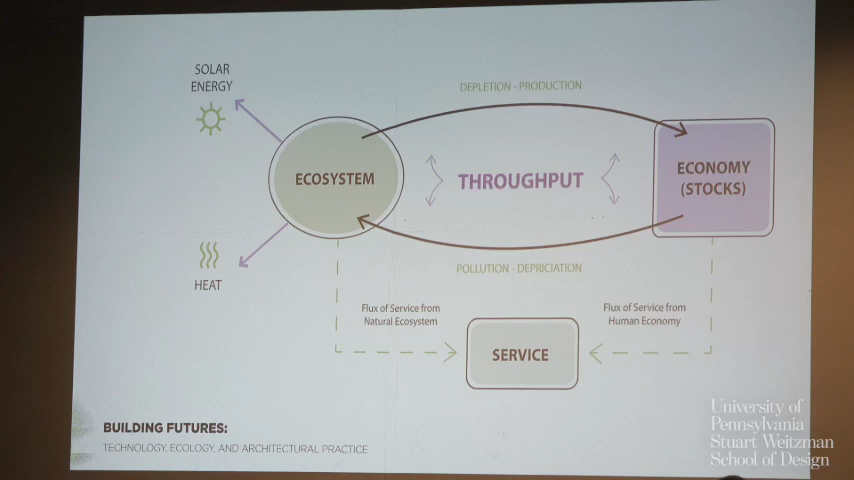 SOLAR
ENERGY
DEPLETION - PRODUCTION
ECOSYSTEM
THROUGHPUT
ECONOMY
(STOCKS)
HEAT
POLLUTION - DEPRICIATION
Flux of Service from
Natural Ecosystem
Flux of Service from
Human Economy
SERVICE
BUILDING FUTURES:
TECHNOLOGY, ECOLOGY, AND ARCHITECTURAL PRACTICE
University of
Pennsylvania
Stuart Weitzman
School of Design